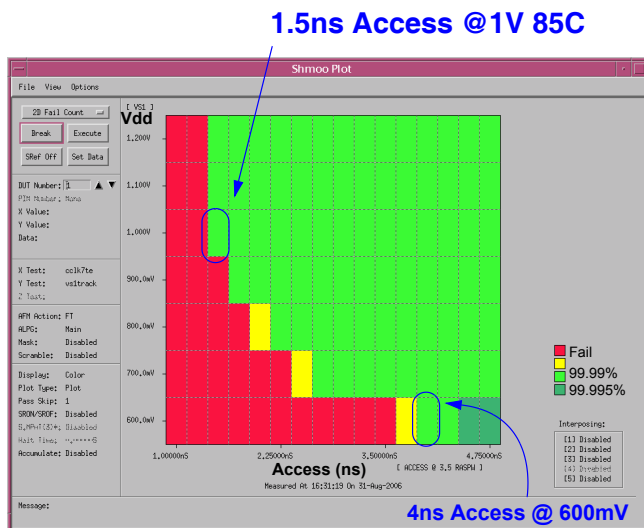 1.5ns Access @1V 85C
Shmoo Plot
File View Options
2D Fail Count
Break Execute
SRef Off Set Data
DUT Number: 1
PIN Number: None
X Value:
Y Value:
Data:
X Test: cclk7te
Y Test: vs1track
Z Test:
AFM Action: FT
ALPG: Main
Mask: Disabled
Scramble: Disabled
Display: Color
Plot Type: Plot
Pass Skip: 1
SRON/SROF: Disabled
Disabled
Wait Time:
Accumulate: Disabled
[ VS1 ]
Vdd
1,200V
1,100V
1,000V
900,0mV
800,0mV
700,0mV
600,0mV
1,00000nS 2,25000nS 3,50000nS 4,75000nS
Access (ns)
[ ACCESS @ 3,5 RASPW ]
Measured At 16:31:19 On 31-Aug-2006
Fail
99.99%
99.995%
Interposing:
[1] Disabled
[2] Disabled
[3] Disabled
[4] Disabled
[5] Disabled
Message:
4ns Access @ 600mV